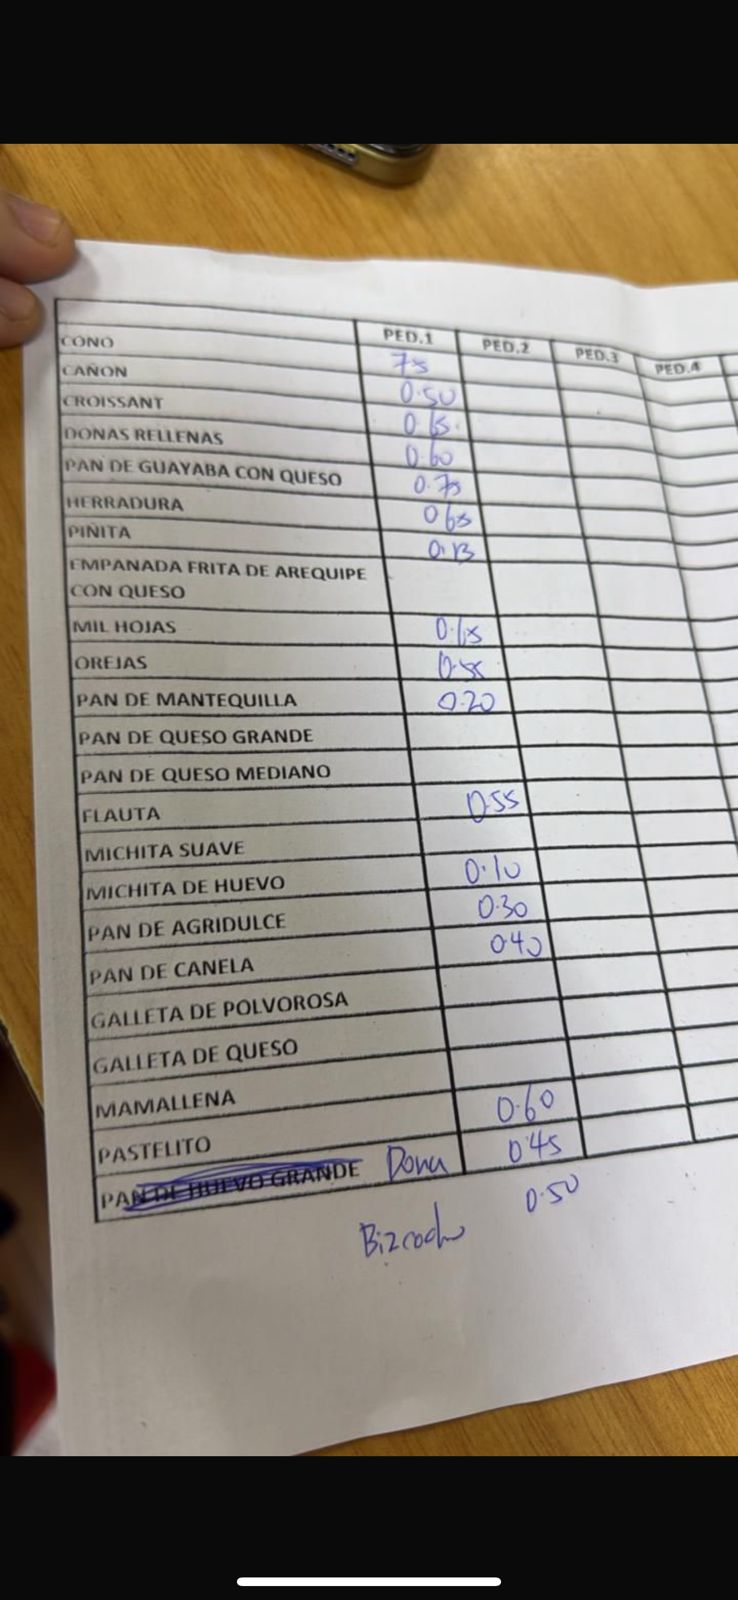 PED.1 PED.2 PED.3 PED.4
CONO 75
CAÑON 0.50
CROISSANT 0.65
DONAS RELLENAS 0.60
PAN DE GUAYABA CON QUESO 0.75
HERRADURA 0.65
PIÑITA 0.13
EMPANADA FRITA DE AREQUIPE
CON QUESO
MIL HOJAS 0.65
OREJAS 0.55
PAN DE MANTEQUILLA 0.20
PAN DE QUESO GRANDE
PAN DE QUESO MEDIANO
FLAUTA 0.55
MICHITA SUAVE
MICHITA DE HUEVO 0.10
PAN DE AGRIDULCE 0.30
PAN DE CANELA 0.40
GALLETA DE POLVOROSA
GALLETA DE QUESO
MAMALLENA
PASTELITO 0.60
PAN DE HUEVO GRANDE Dona 0.45
Bizcocho 0.50